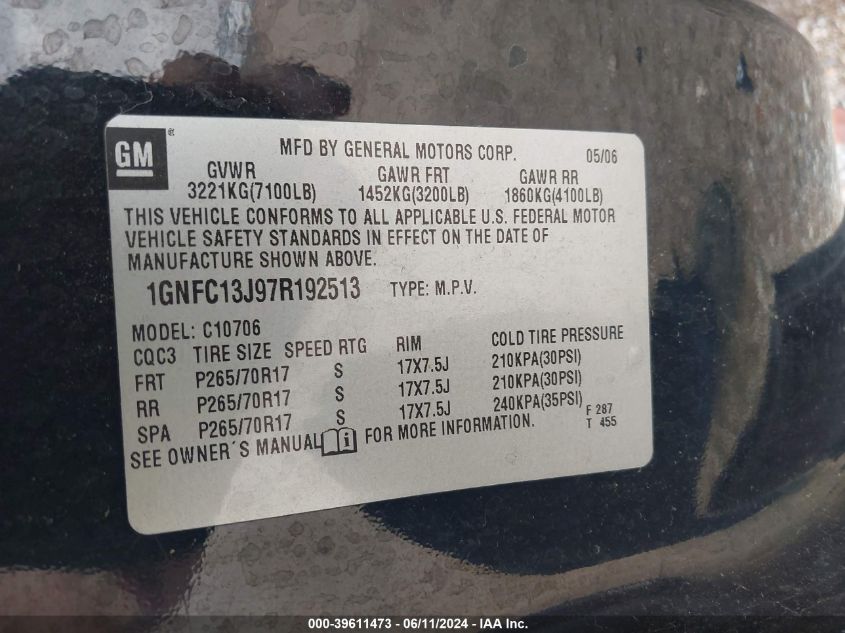 GM ® MFD BY GENERAL MOTORS CORP. 05/06
GVWR GAWR FRT GAWR RR
3221KG(7100LB) 1452KG(3200LB) 1860KG(4100LB)
THIS VEHICLE CONFORMS TO ALL APPLICABLE U.S. FEDERAL MOTOR
VEHICLE SAFETY STANDARDS IN EFFECT ON THE DATE OF
MANUFACTURE SHOWN ABOVE.
1GNFC13J97R192513 TYPE: M.P.V.
MODEL: C10706
CQC3 TIRE SIZE SPEED RTG RIM COLD TIRE PRESSURE
FRT P265/70R17 S 17X7.5J 210KPA(30PSI)
RR P265/70R17 S 17X7.5J 210KPA(30PSI)
SPA P265/70R17 S 17X7.5J 240KPA(35PSI)
SEE OWNER´S MANUAL i FOR MORE INFORMATION.
F 287
T 455
000-39611473 - 06/11/2024 - IAA Inc.